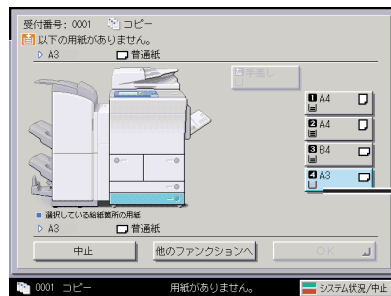 受付番号: 0001 コピー
以下の用紙がありません。
A3 普通紙
手差し
1 A4
2 A4
3 B4
4 A3
選択している給紙箇所の用紙
A3 普通紙
中止 他のファンクションへ OK
0001 コピー 用紙がありません。 システム状況/中止